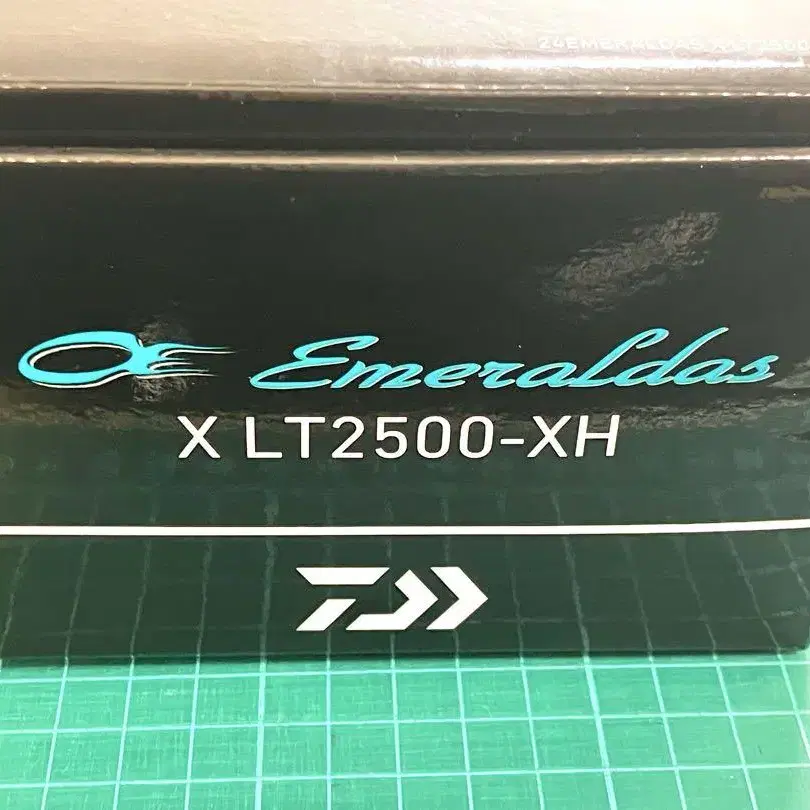 24EMERALDAS X LT2500
Emeraldas
X LT2500-XH